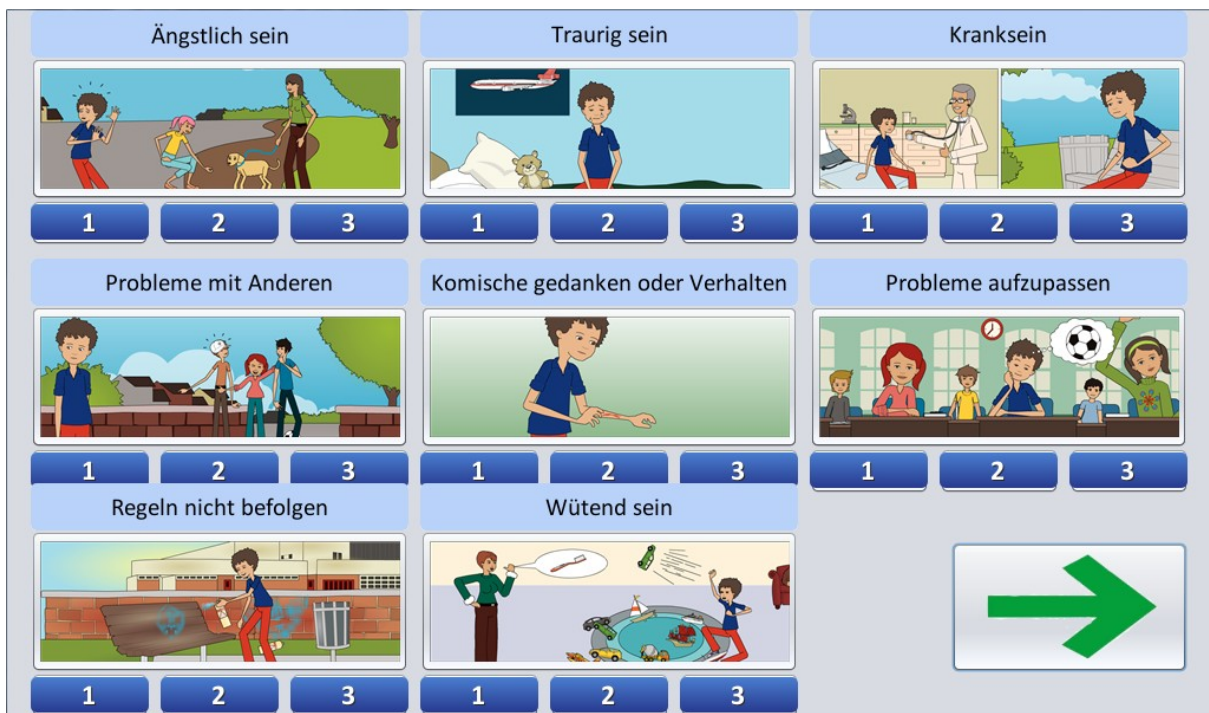 Ängstlich sein
Traurig sein
Kranksein
1 2 3
1 2 3
1 2 3
Probleme mit Anderen
Komische gedanken oder Verhalten
Probleme aufzupassen
1 2 3
1 2 3
1 2 3
Regeln nicht befolgen
Wütend sein
1 2 3
1 2 3